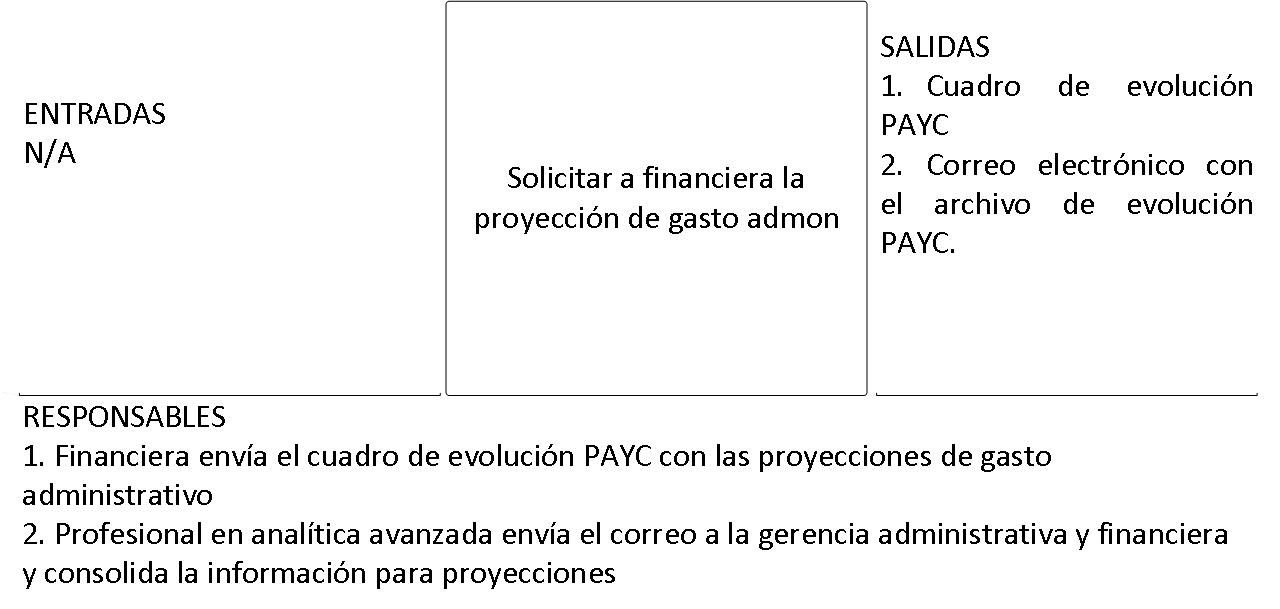 ENTRADAS
N/A
Solicitar a financiera la
proyección de gasto admon
SALIDAS
1. Cuadro de evolución
PAYC
2. Correo electrónico con
el archivo de evolución
PAYC.
RESPONSABLES
1. Financiera envía el cuadro de evolución PAYC con las proyecciones de gasto
administrativo
2. Profesional en analítica avanzada envía el correo a la gerencia administrativa y financiera
y consolida la información para proyecciones